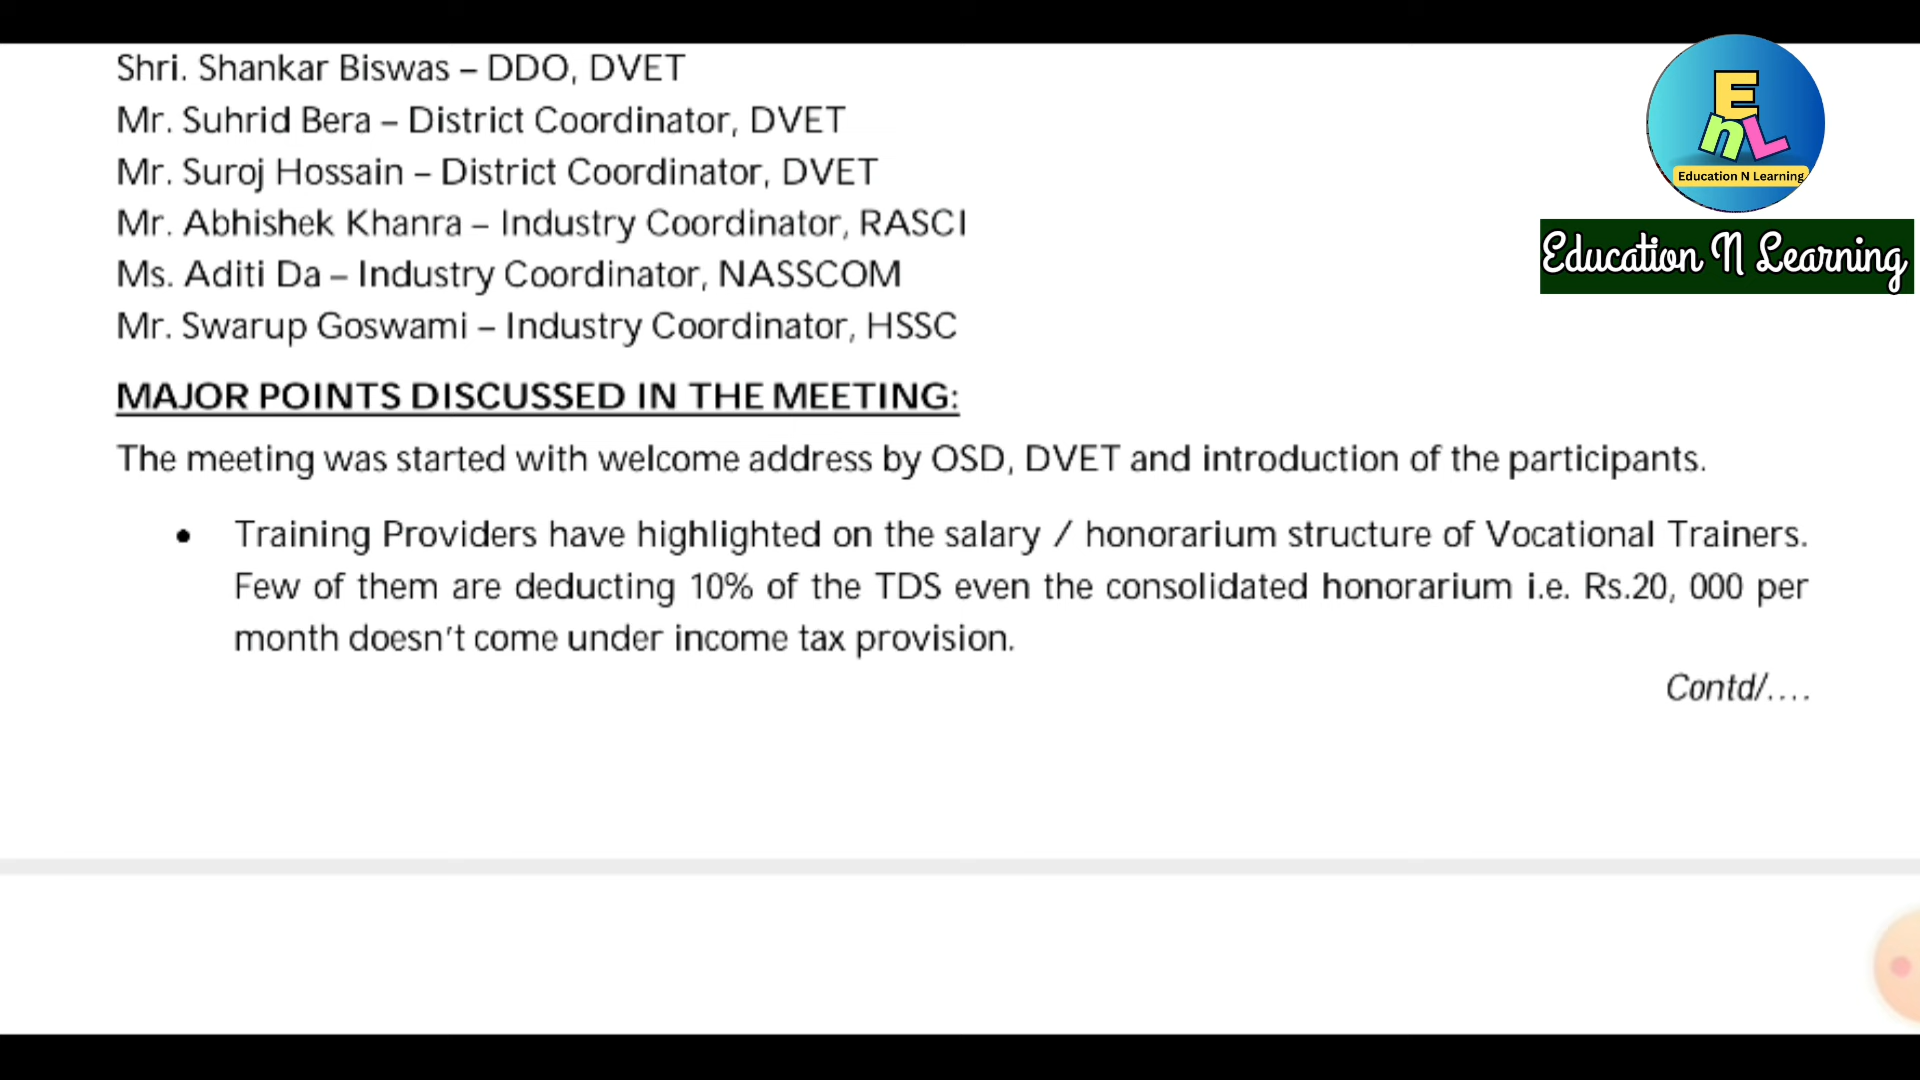 Shri. Shankar Biswas – DDO, DVET
Mr. Suhrid Bera – District Coordinator, DVET
Mr. Suroj Hossain – District Coordinator, DVET
Mr. Abhishek Khanra – Industry Coordinator, RASCI
Ms. Aditi Da – Industry Coordinator, NASSCOM
Mr. Swarup Goswami – Industry Coordinator, HSSC
E
n L
Education N Learning
Education N Learning
MAJOR POINTS DISCUSSED IN THE MEETING:
The meeting was started with welcome address by OSD, DVET and introduction of the participants.
• Training Providers have highlighted on the salary / honorarium structure of Vocational Trainers.
Few of them are deducting 10% of the TDS even the consolidated honorarium i.e. Rs.20, 000 per
month doesn't come under income tax provision.
Contd/....